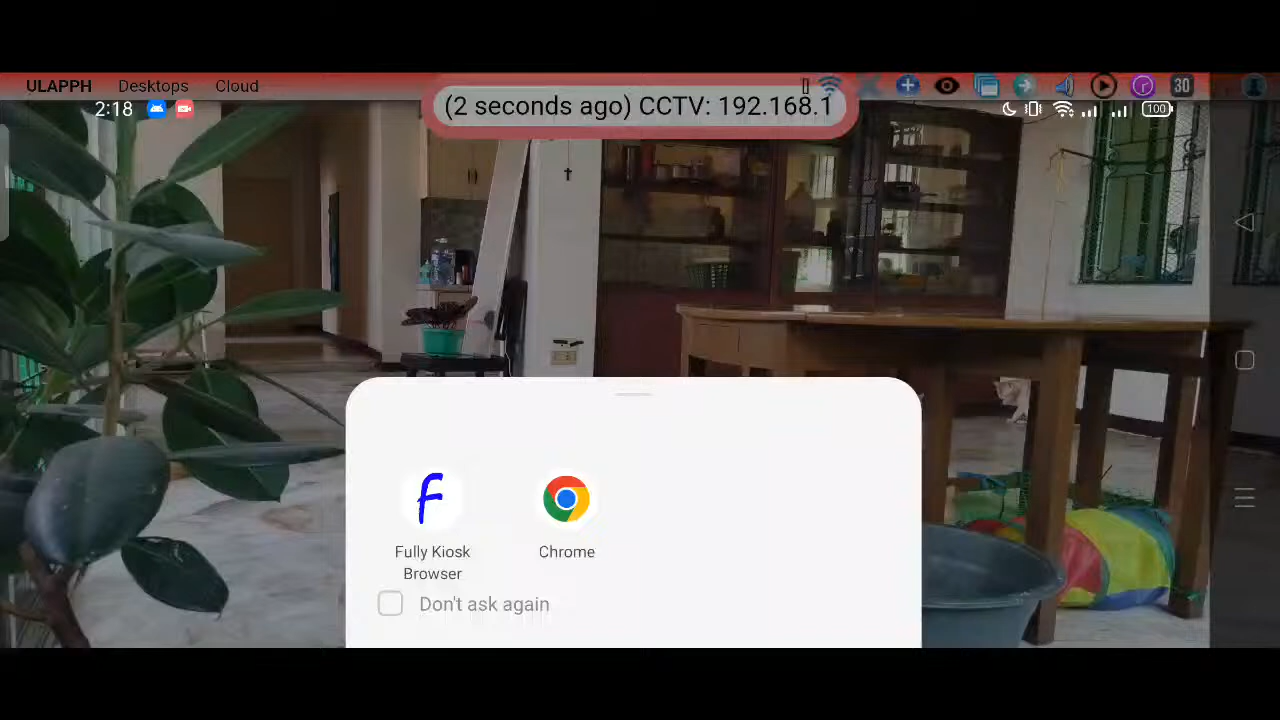 ULAPPH Desktops Cloud
(2 seconds ago) CCTV: 192.168.1
30
2:18
100
Fully Kiosk
Browser
Chrome
Don't ask again